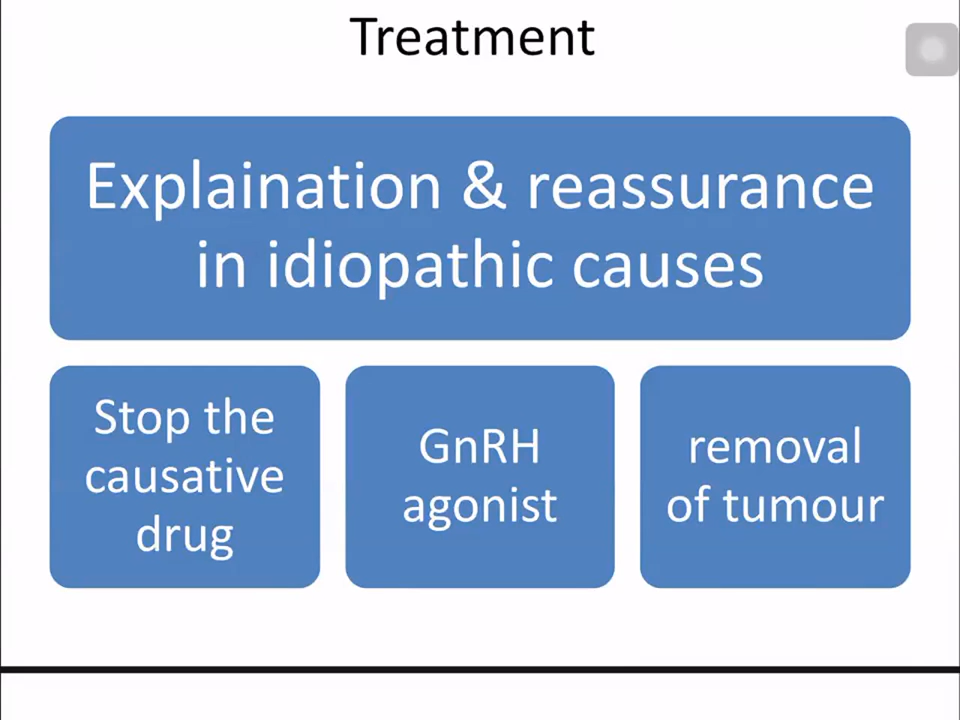 Treatment
Explaination & reassurance
in idiopathic causes
Stop the
causative
drug
GnRH
agonist
removal
of tumour